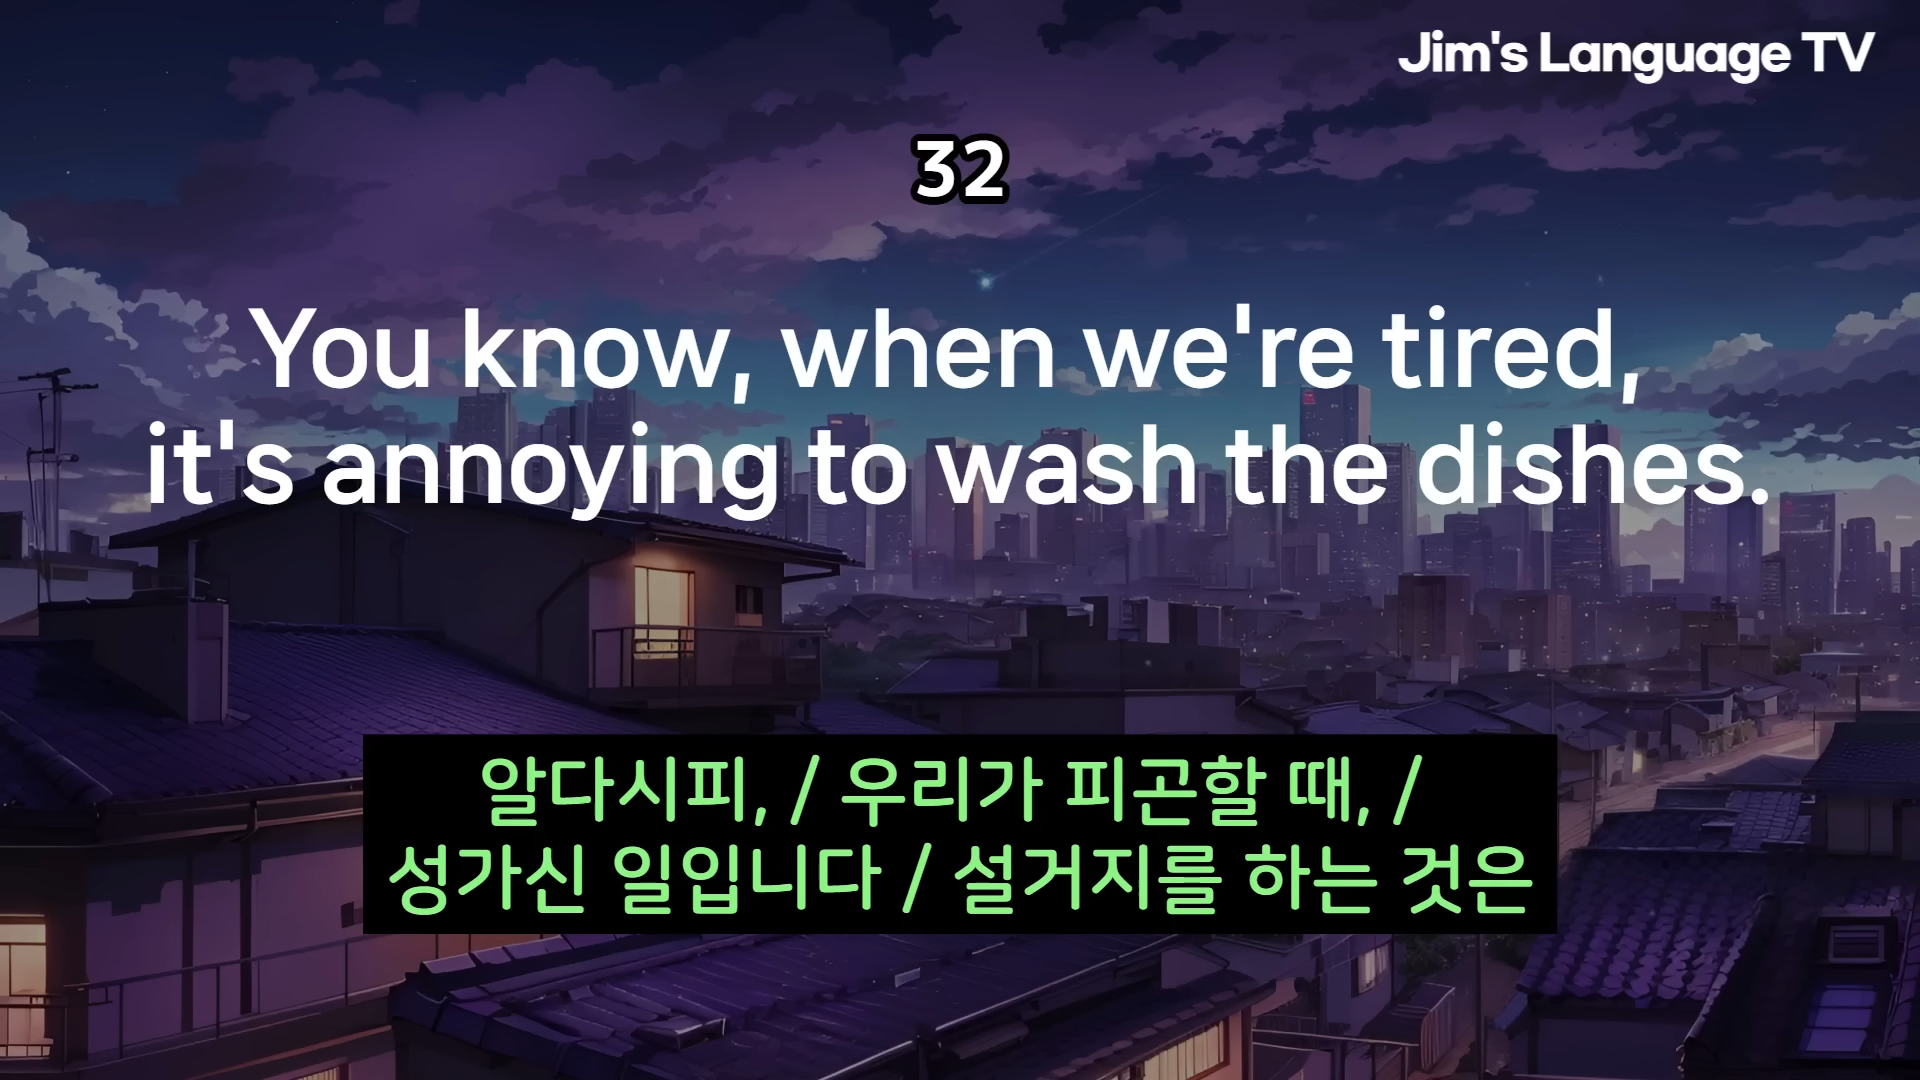 Jim's Language TV
32
You know, when we're tired,
it's annoying to wash the dishes.
알다시피, / 우리가 피곤할 때, /
성가신 일입니다 / 설거지를 하는 것은